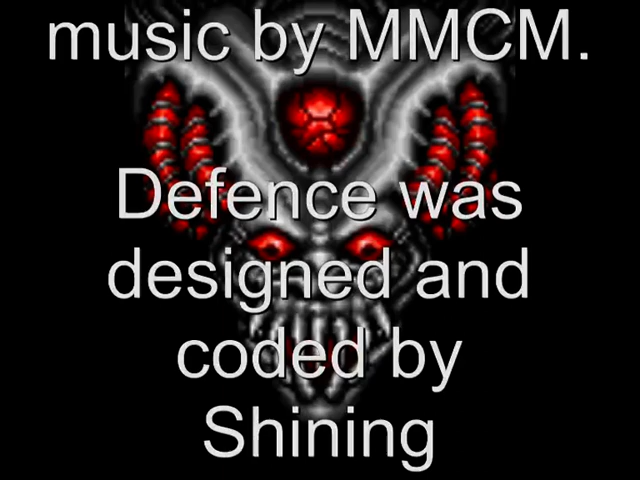 music by MMCM.
Defence was
designed and
coded by
Shining